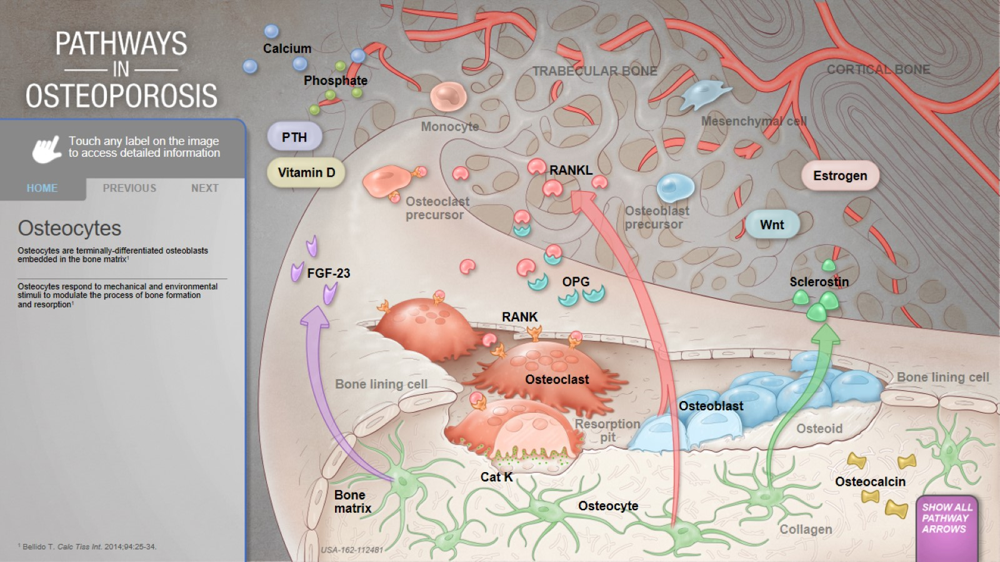 PATHWAYS
IN
OSTEOPOROSIS
Touch any label on the image
to access detailed information
HOME
PREVIOUS
NEXT
Osteocytes
Osteocytes are terminally-differentiated osteoblasts
embedded in the bone matrix¹
Osteocytes respond to mechanical and environmental
stimuli to modulate the process of bone formation
and resorption¹
¹ Bellido T. Calc Tiss Int. 2014;94:25-34.
Calcium
Phosphate
PTH
Vitamin D
Monocyte
TRABECULAR BONE
CORTICAL BONE
Mesenchymal cell
RANKL
Estrogen
Osteoclast
precursor
Osteoblast
precursor
Wnt
FGF-23
OPG
Sclerostin
RANK
Bone lining cell
Osteoclast
Bone lining cell
Osteoblast
Resorption
pit
Osteoid
Cat K
Osteocalcin
Bone
matrix
Osteocyte
Collagen
SHOW ALL
PATHWAY
ARROWS
USA-162-112481